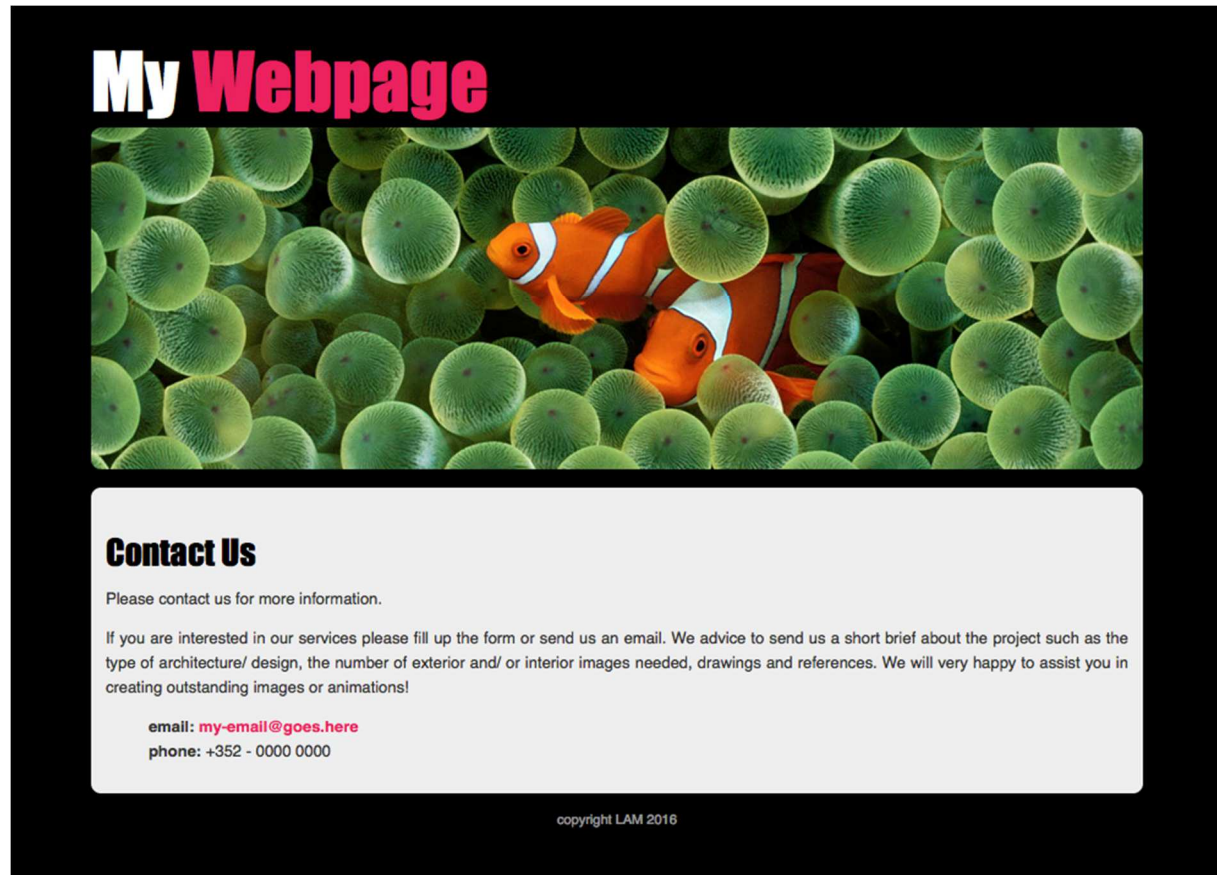 My Webpage
Contact Us
Please contact us for more information.
If you are interested in our services please fill up the form or send us an email. We advice to send us a short brief about the project such as the
type of architecture/ design, the number of exterior and/ or interior images needed, drawings and references. We will very happy to assist you in
creating outstanding images or animations!
email: my-email@goes.here
phone: +352 - 0000 0000
copyright LAM 2016